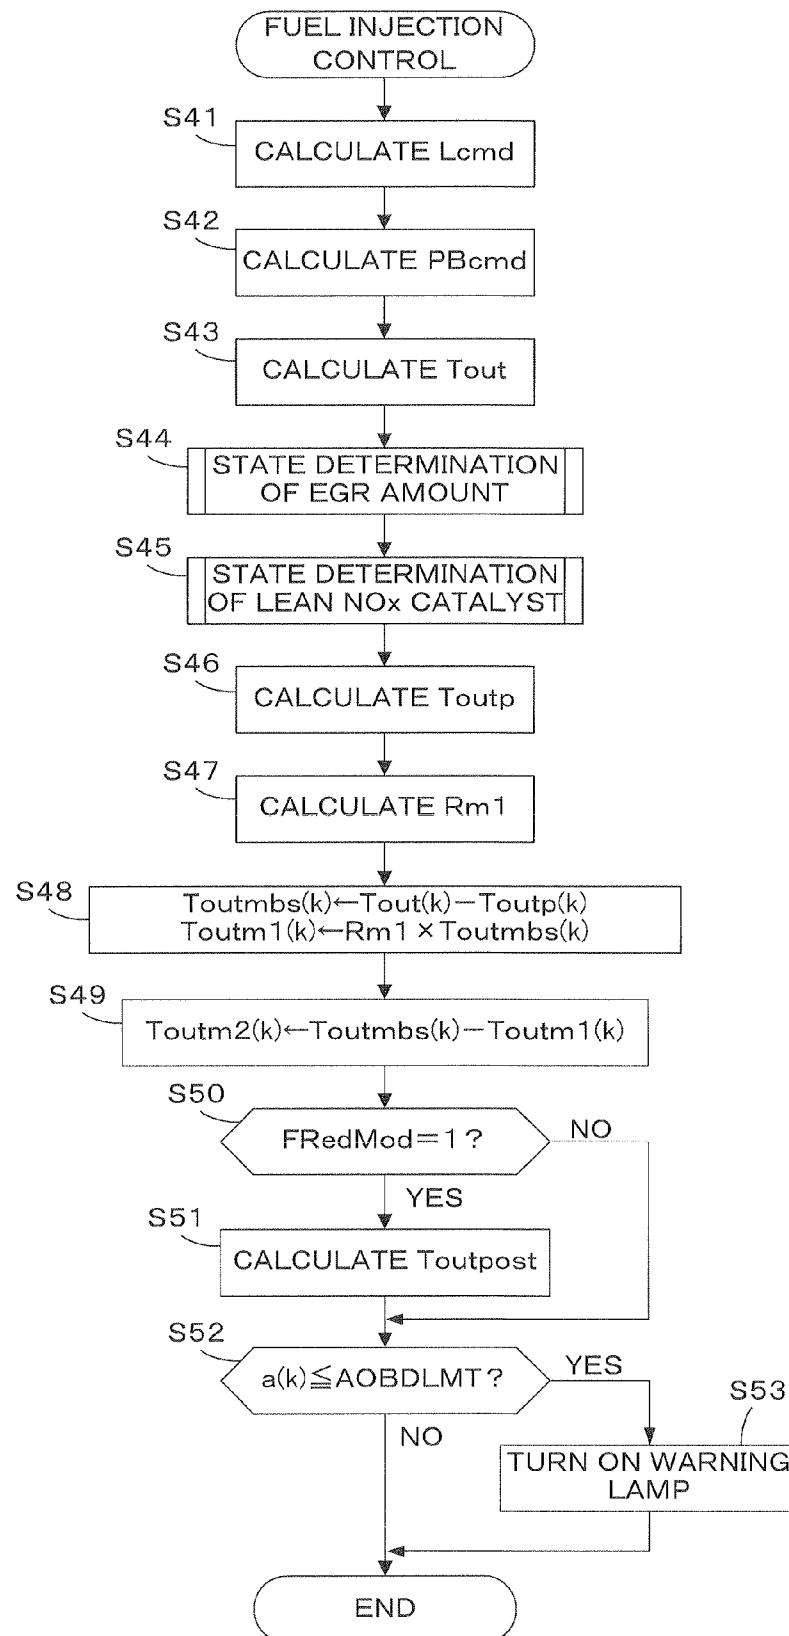 FUEL INJECTION
CONTROL
S41
CALCULATE Lcmd
S42
CALCULATE PBcmd
S43
CALCULATE Tout
S44
STATE DETERMINATION
OF EGR AMOUNT
S45
STATE DETERMINATION
OF LEAN NOx CATALYST
S46
CALCULATE Toutp
S47
CALCULATE Rm1
S48
Toutmbs(k)←Tout(k)−Toutp(k)
Toutm1(k)←Rm1×Toutmbs(k)
S49
Toutm2(k)←Toutmbs(k)−Toutm1(k)
S50
FRedMod=1?
NO
YES
S51
CALCULATE Toutpost
S52
a(k)≦AOBDLMT?
YES
NO
S53
TURN ON WARNING
LAMP
END